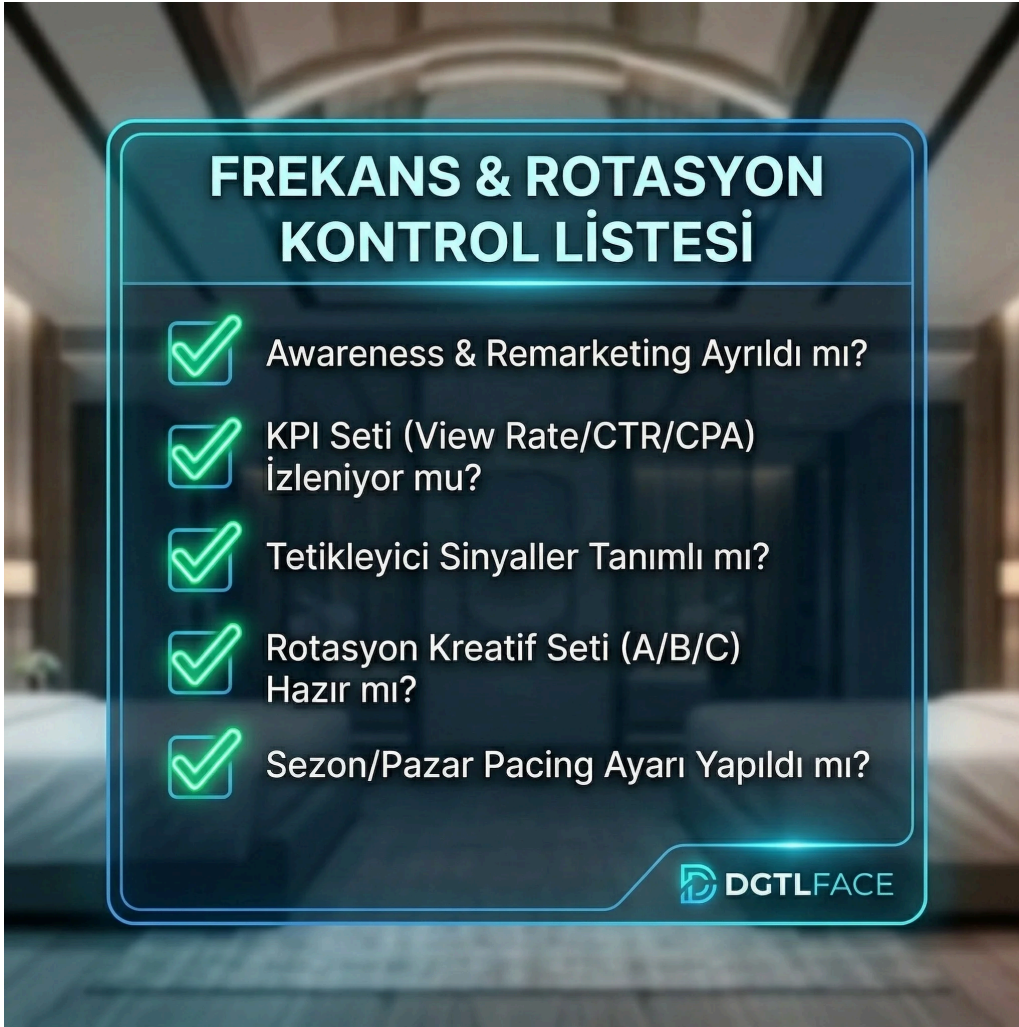 FREKANS & ROTASYON
KONTROL LİSTESİ
Awareness & Remarketing Ayrıldı mı?
KPI Seti (View Rate/CTR/CPA)
İzleniyor mu?
Tetikleyici Sinyaller Tanımlı mı?
Rotasyon Kreatif Seti (A/B/C)
Hazır mı?
Sezon/Pazar Pacing Ayarı Yapıldı mı?
DGTLFACE